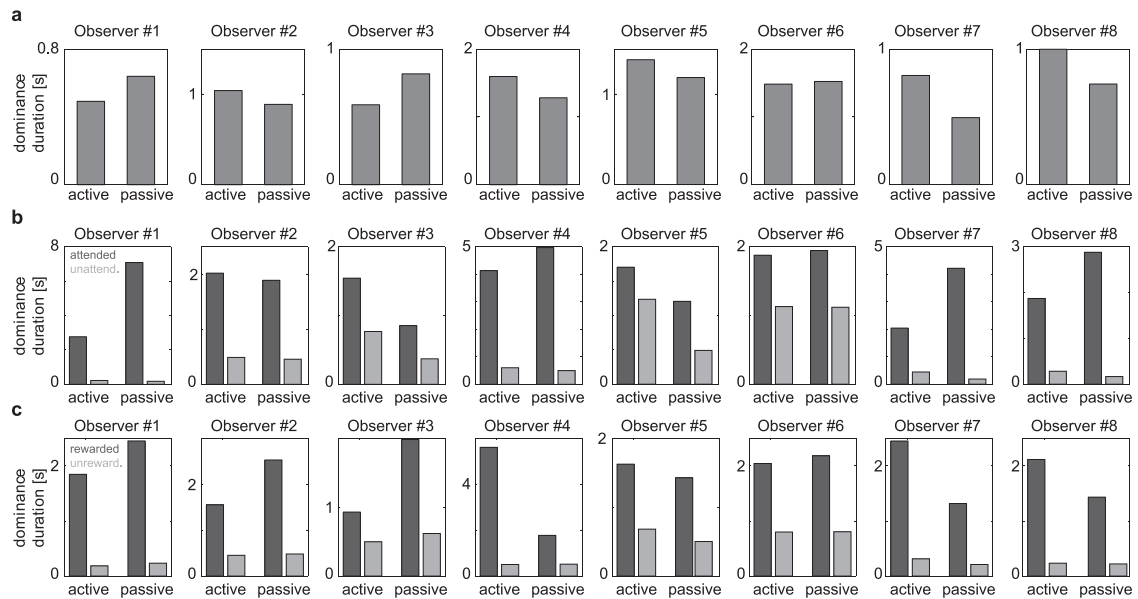 a
Observer #1 Observer #2 Observer #3 Observer #4 Observer #5 Observer #6 Observer #7 Observer #8
0.8 1 2 1 1
dominance
duration [s]
1 1 1
0 0 0 0 0 0 0 0
active passive active passive active passive active passive active passive active passive active passive active passive
b
Observer #1 Observer #2 Observer #3 Observer #4 Observer #5 Observer #6 Observer #7 Observer #8
8 2 5 2 2 5 3
attended
unattend.
2
dominance
duration [s]
0 0 0 0 0 0 0 0
active passive active passive active passive active passive active passive active passive active passive active passive
c
Observer #1 Observer #2 Observer #3 Observer #4 Observer #5 Observer #6 Observer #7 Observer #8
2
rewarded
unreward.
2 2 1 4 2 2 2
dominance
duration [s]
0 0 0 0 0 0 0 0
active passive active passive active passive active passive active passive active passive active passive active passive